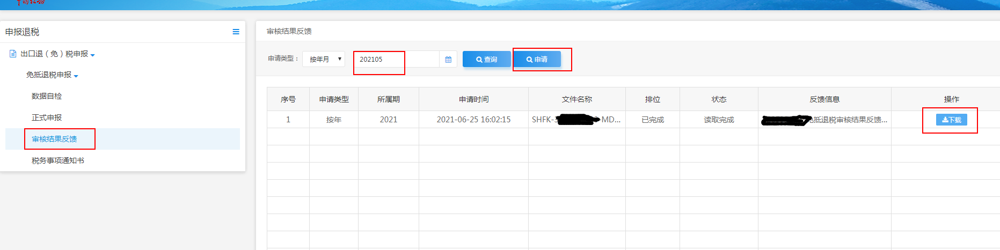 中国税务
申报退税
出口退（免）税申报
免抵退税申报
数据自检
正式申报
审核结果反馈
税务事项通知书
审核结果反馈
申请类型： 按年月 202105 查询 申请
序号 申请类型 所属期 申请时间 文件名称 排位 状态 反馈信息 操作
1 按年 2021 2021-06-25 16:02:15 SHFK- -MD... 已完成 读取完成 抵退税审核结果反馈... 下载